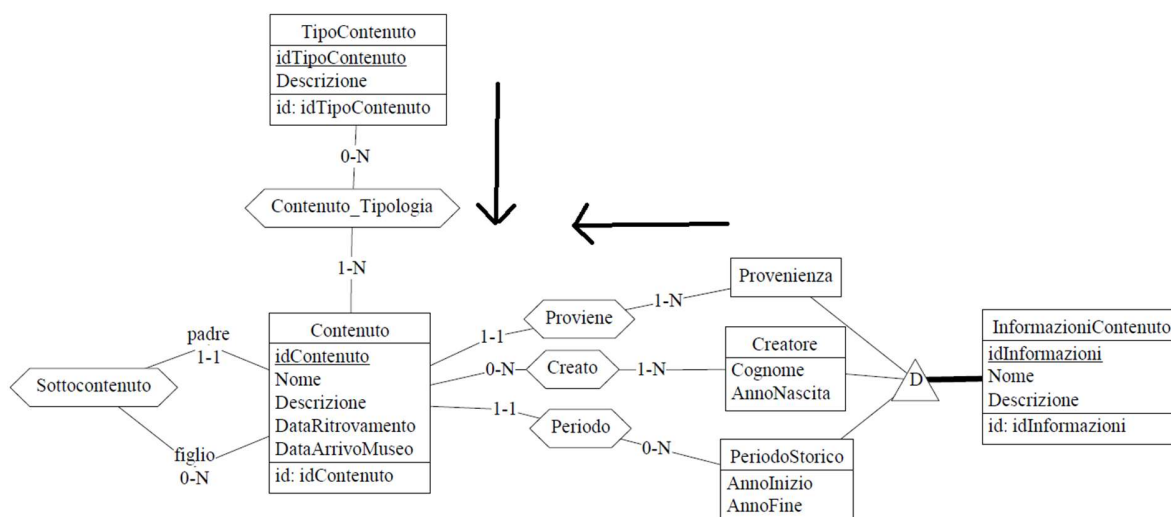 TipoContenuto
idTipoContenuto
Descrizione
id: idTipoContenuto
0-N
Contenuto_Tipologia
1-N
Contenuto
idContenuto
Nome
Descrizione
DataRitrovamento
DataArrivoMuseo
id: idContenuto
padre
1-1
Sottocontenuto
figlio
0-N
1-1
Proviene
1-N
Provenienza
0-N
Creato
1-N
Creatore
Cognome
AnnoNascita
1-1
Periodo
0-N
PeriodoStorico
AnnoInizio
AnnoFine
D
InformazioniContenuto
idInformazioni
Nome
Descrizione
id: idInformazioni